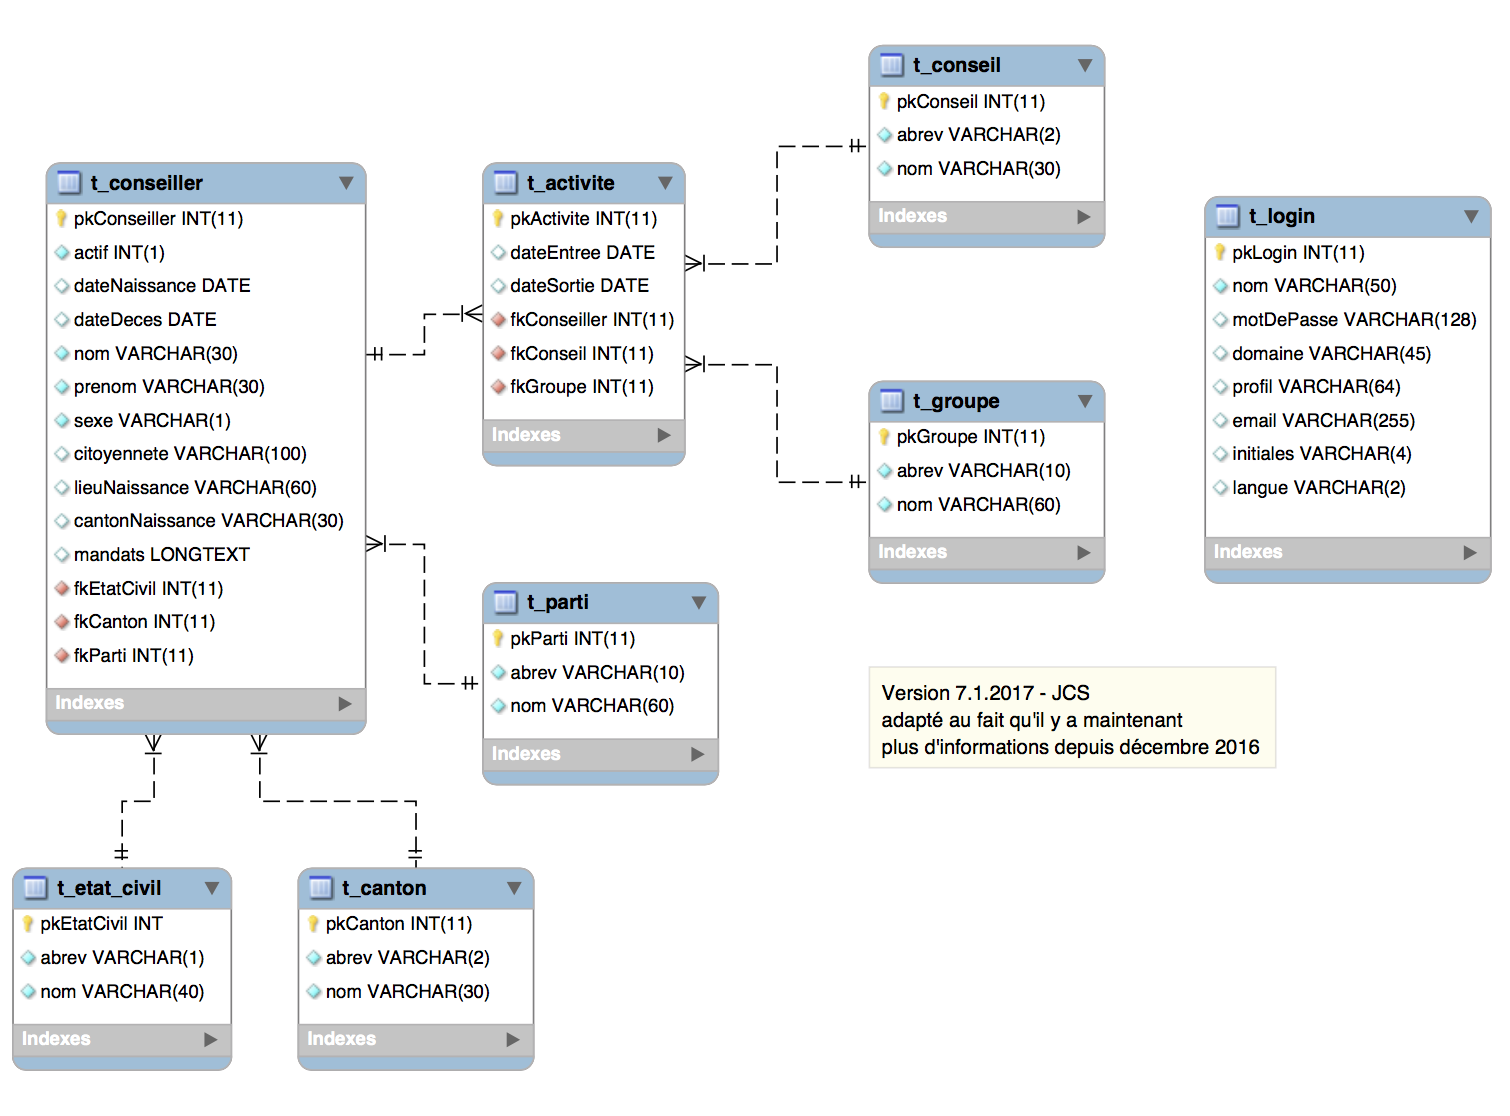 t_conseiller
pkConseiller INT(11)
actif INT(1)
dateNaissance DATE
dateDeces DATE
nom VARCHAR(30)
prenom VARCHAR(30)
sexe VARCHAR(1)
citoyennete VARCHAR(100)
lieuNaissance VARCHAR(60)
cantonNaissance VARCHAR(30)
mandats LONGTEXT
fkEtatCivil INT(11)
fkCanton INT(11)
fkParti INT(11)
Indexes
t_activite
pkActivite INT(11)
dateEntree DATE
dateSortie DATE
fkConseiller INT(11)
fkConseil INT(11)
fkGroupe INT(11)
Indexes
t_conseil
pkConseil INT(11)
abrev VARCHAR(2)
nom VARCHAR(30)
Indexes
t_groupe
pkGroupe INT(11)
abrev VARCHAR(10)
nom VARCHAR(60)
Indexes
t_login
pkLogin INT(11)
nom VARCHAR(50)
motDePasse VARCHAR(128)
domaine VARCHAR(45)
profil VARCHAR(64)
email VARCHAR(255)
initiales VARCHAR(4)
langue VARCHAR(2)
Indexes
t_parti
pkParti INT(11)
abrev VARCHAR(10)
nom VARCHAR(60)
Indexes
Version 7.1.2017 - JCS
adapté au fait qu'il y a maintenant
plus d'informations depuis décembre 2016
t_etat_civil
pkEtatCivil INT
abrev VARCHAR(1)
nom VARCHAR(40)
Indexes
t_canton
pkCanton INT(11)
abrev VARCHAR(2)
nom VARCHAR(30)
Indexes